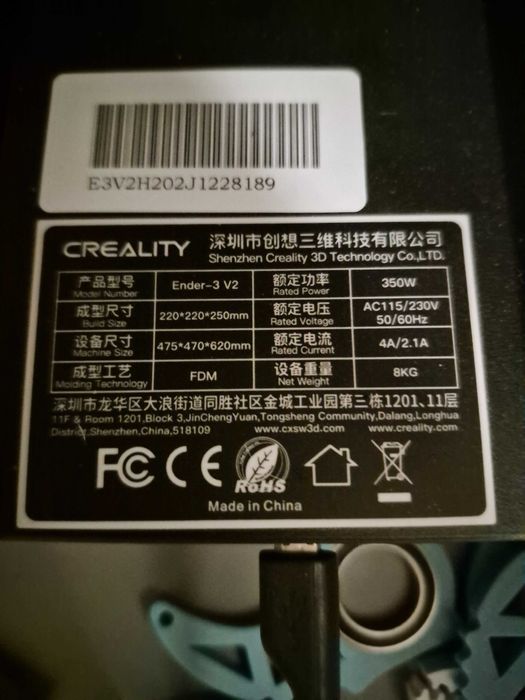 E3V2H202J1228189
CREALITY 深圳市创想三维科技有限公司
Shenzhen Creality 3D Technology Co.,LTD.
产品型号 Ender-3 V2 额定功率 350W
Model Number Rated Power
成型尺寸 220*220*250mm 额定电压 AC115/230V
Build Size Rated Voltage 50/60Hz
设备尺寸 475*470*620mm 额定电流 4A/2.1A
Machine Size Rated Current
成型工艺 FDM 设备重量 8KG
Molding Technology Net Weight
深圳市龙华区大浪街道同胜社区金城工业园第三栋1201、11层
11F & Room 1201,Block 3,JinChengYuan,Tongsheng Community,Dalang,Longhua
District,Shenzhen,China,518109 www.cxsw3d.com www.creality.com
FC CE RoHS
Made in China